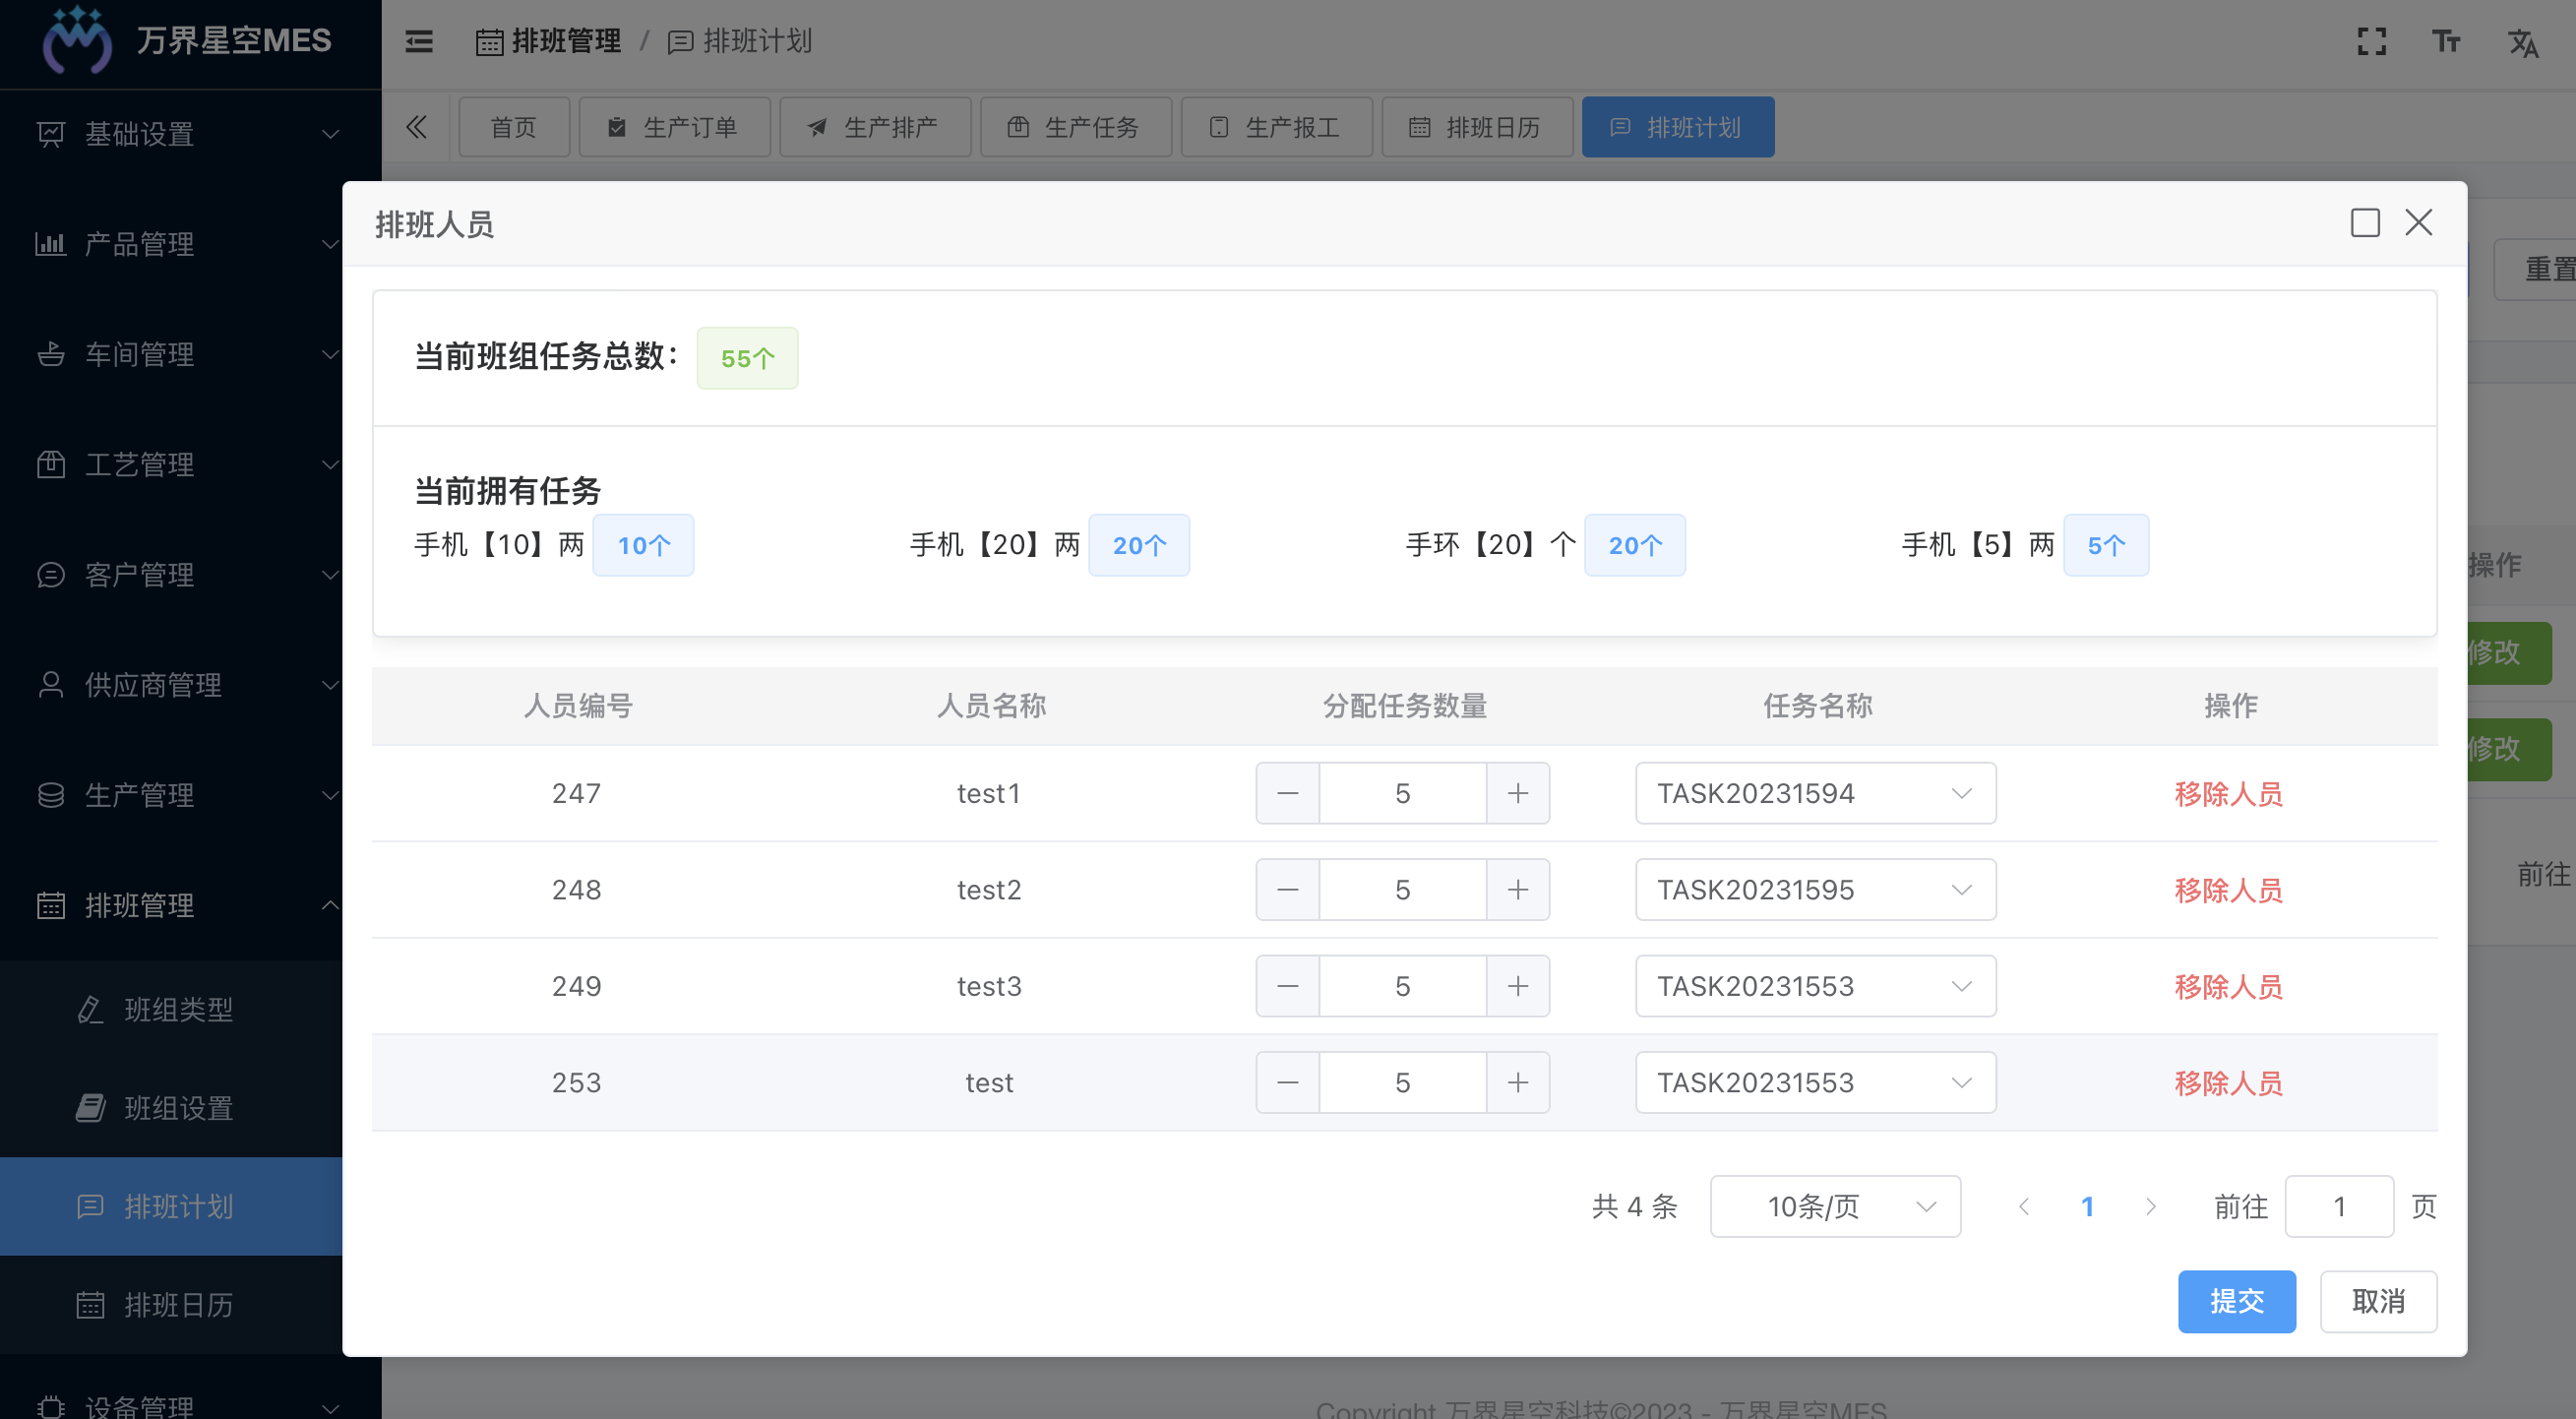 万界星空MES
排班管理 / 排班计划
基础设置
产品管理
车间管理
工艺管理
客户管理
供应商管理
生产管理
排班管理
班组类型
班组设置
排班计划
排班日历
设备管理
首页 生产订单 生产排产 生产任务 生产报工 排班日历 排班计划
重置
操作
修改
修改
前往
排班人员
当前班组任务总数： 55个
当前拥有任务
手机【10】两 10个 手机【20】两 20个 手环【20】个 20个 手机【5】两 5个
人员编号 人员名称 分配任务数量 任务名称 操作
247 test1 5 TASK20231594 移除人员
248 test2 5 TASK20231595 移除人员
249 test3 5 TASK20231553 移除人员
253 test 5 TASK20231553 移除人员
共 4 条 10条/页 1 前往 1 页
提交 取消
Copyright 万界星空科技©2023 - 万界星空MES